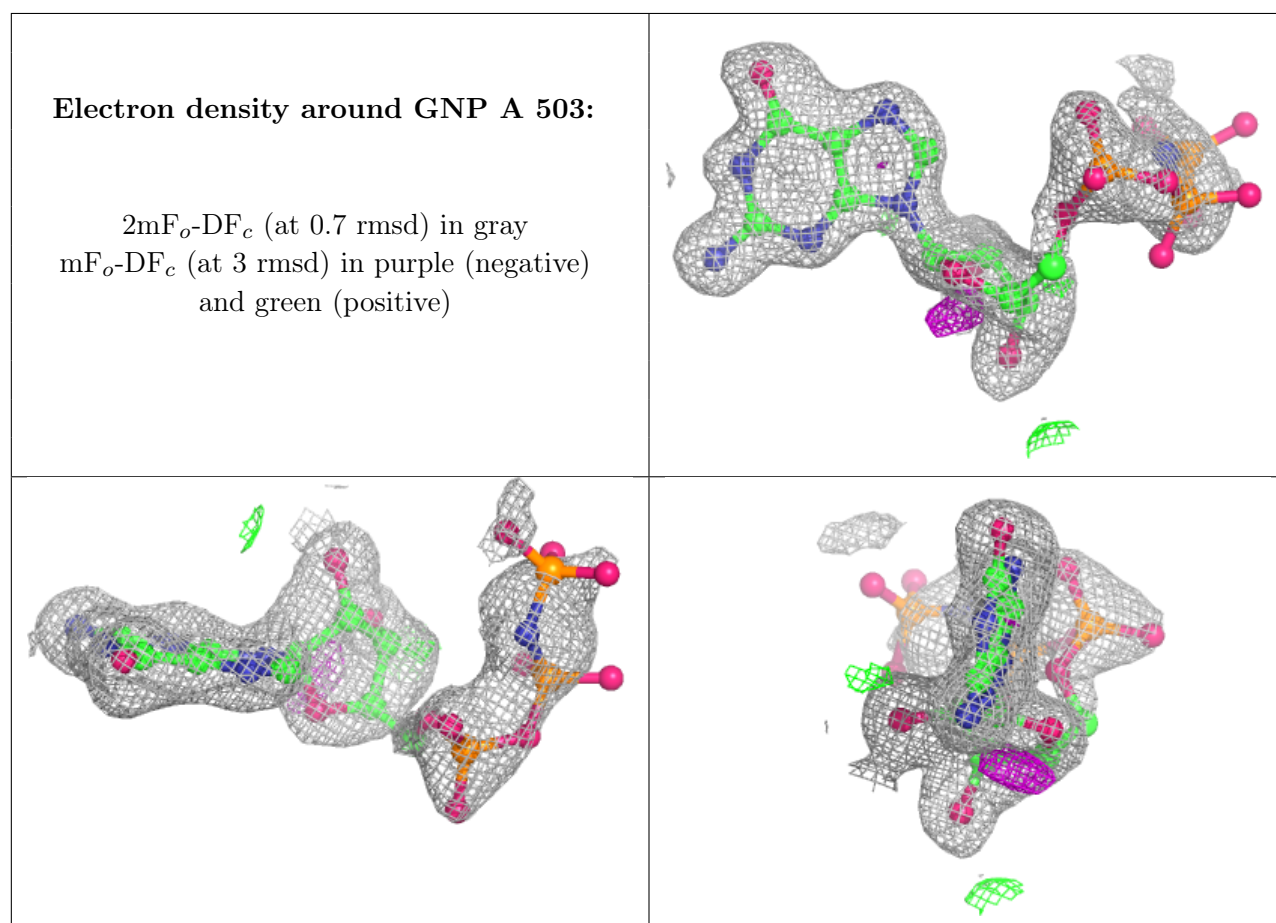 Electron density around GNP A 503:
2mFo-DFc (at 0.7 rmsd) in gray
mFo-DFc (at 3 rmsd) in purple (negative)
and green (positive)